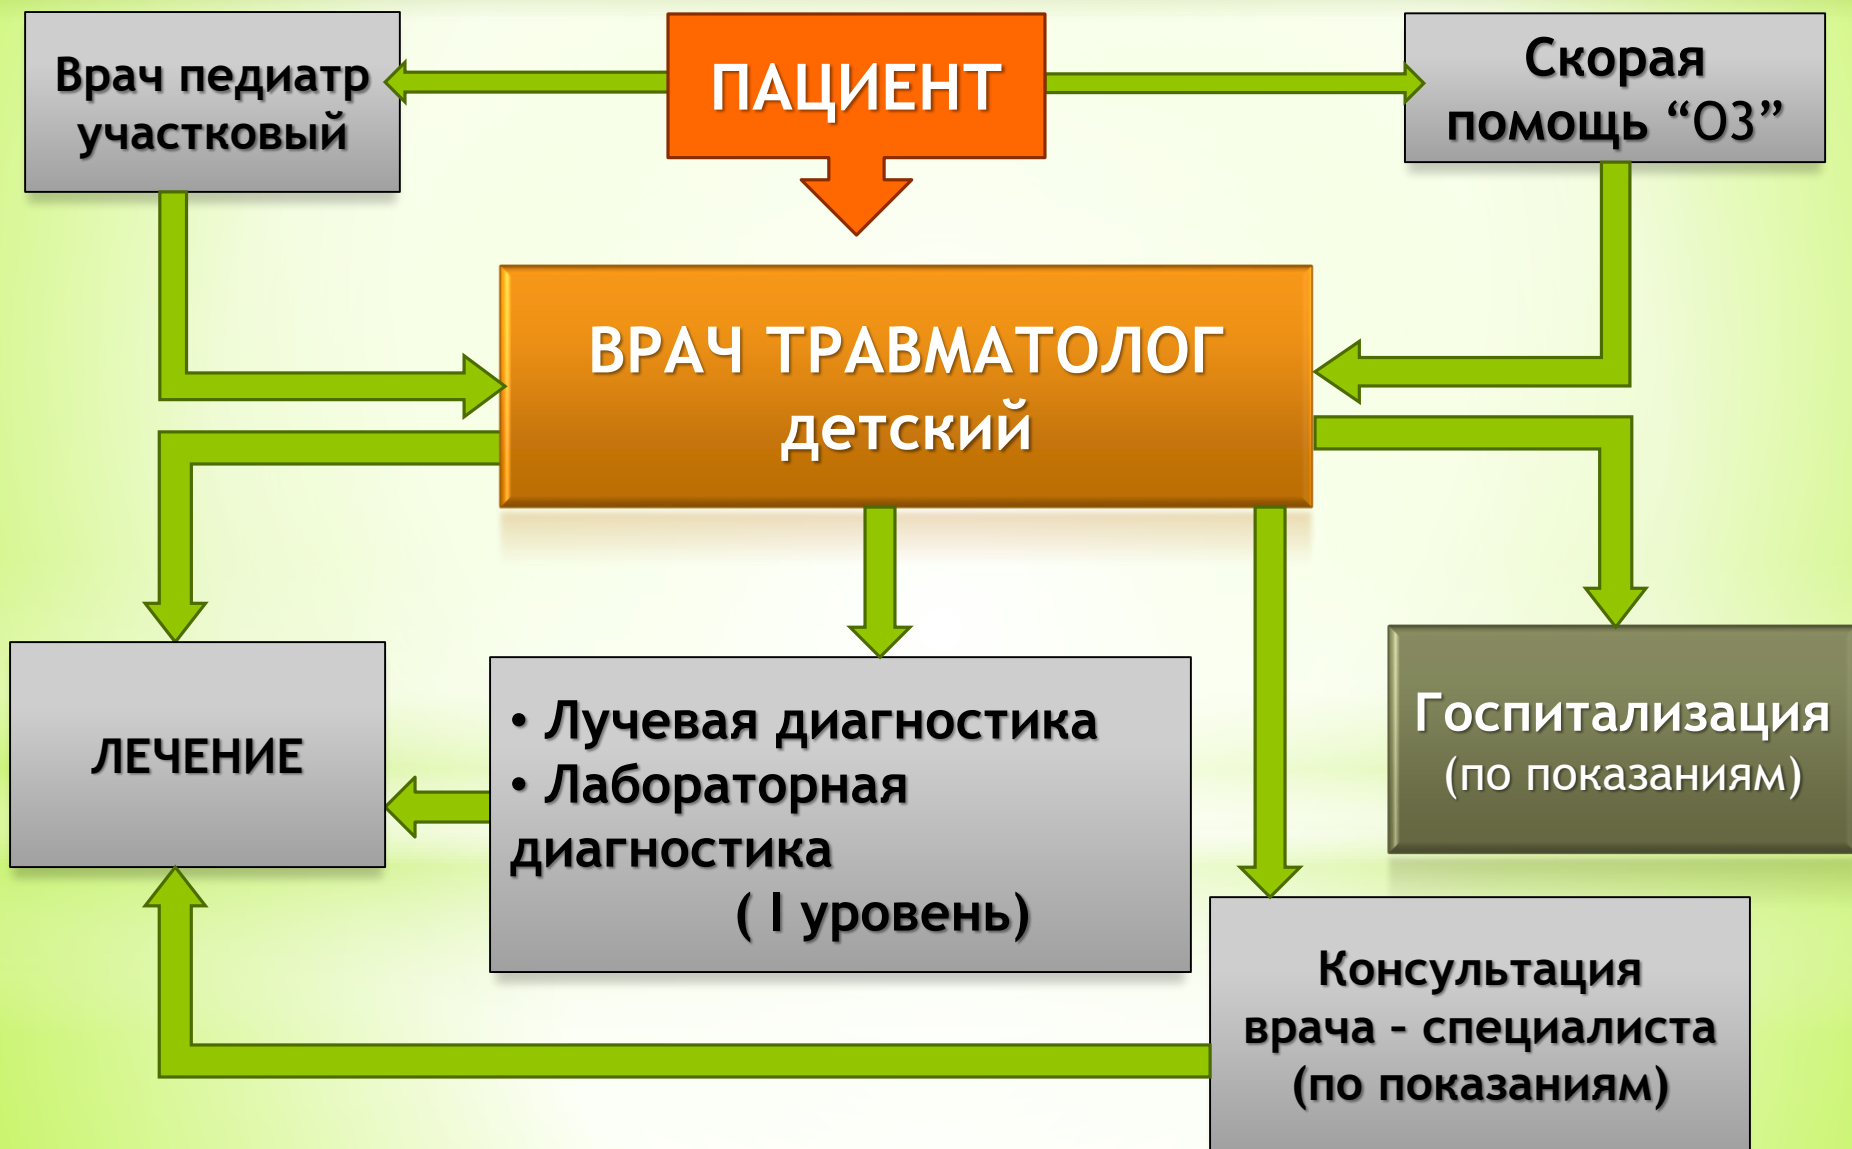 Врач педиатр
участковый
ПАЦИЕНТ
Скорая
помощь “03”
ВРАЧ ТРАВМАТОЛОГ
детский
ЛЕЧЕНИЕ
• Лучевая диагностика
• Лабораторная
диагностика
( I уровень)
Госпитализация
(по показаниям)
Консультация
врача – специалиста
(по показаниям)